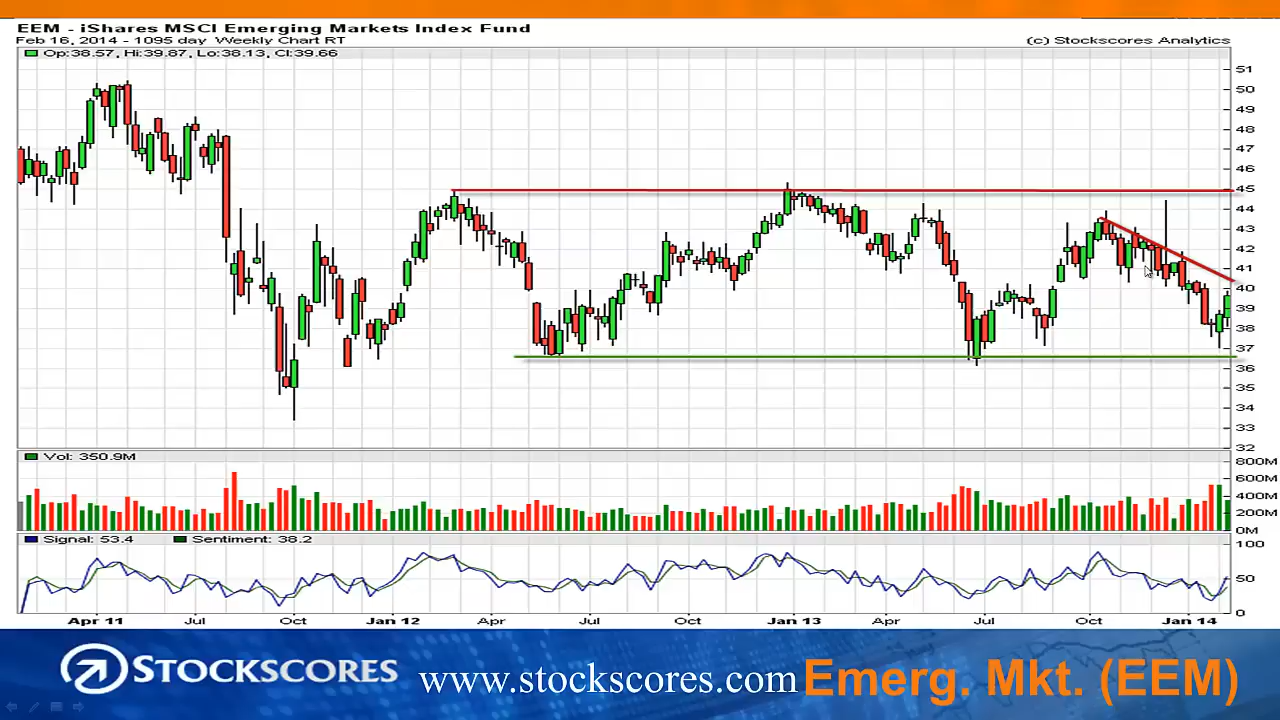 EEM - iShares MSCI Emerging Markets Index Fund
Feb 16, 2014 - 1095 day Weekly Chart RT
(c) Stockscores Analytics
Op:38.57, Hi:39.87, Lo:38.13, Cl:39.66
51
50
49
48
47
46
45
44
43
42
41
40
39
38
37
36
35
34
33
32
Vol: 350.9M
800M
600M
400M
200M
0M
Signal: 53.4 Sentiment: 38.2
100
50
0
Apr 11 Jul Oct Jan 12 Apr Jul Oct Jan 13 Apr Jul Oct Jan 14
STOCKSCORES www.stockscores.com Emerg. Mkt. (EEM)